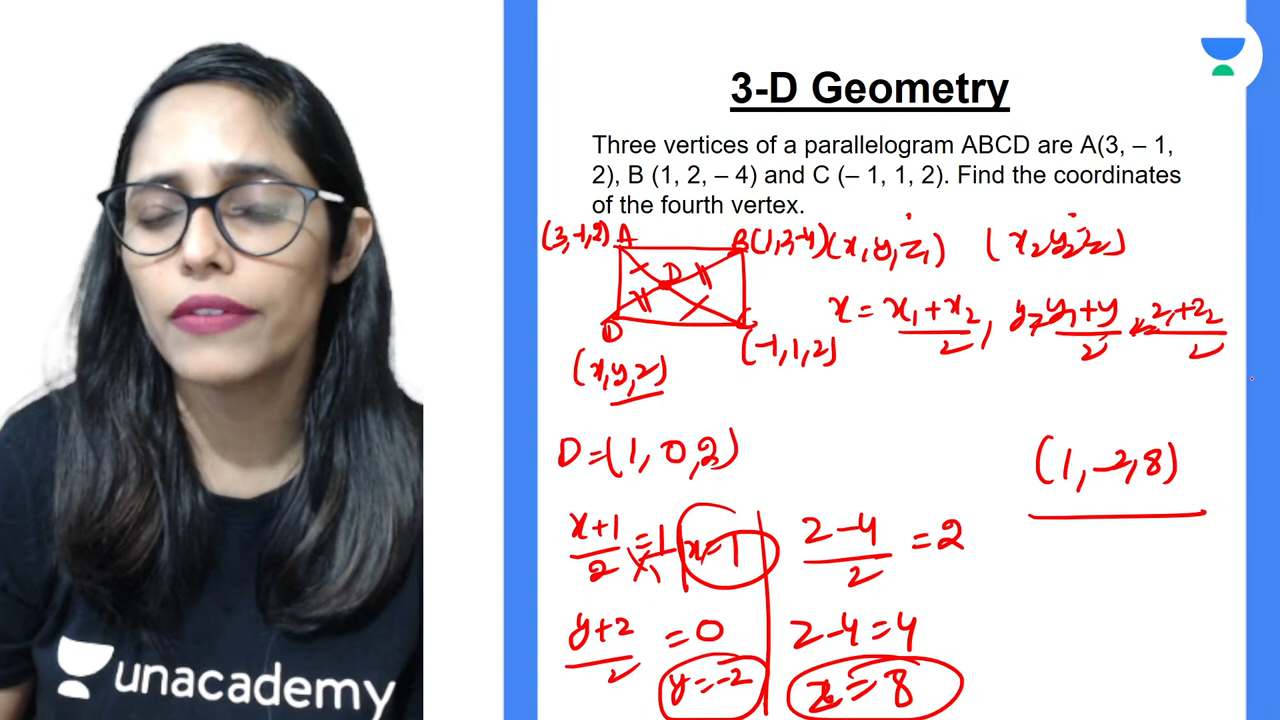 3-D Geometry
Three vertices of a parallelogram ABCD are A(3, – 1,
2), B (1, 2, – 4) and C (– 1, 1, 2). Find the coordinates
of the fourth vertex.
(3,-1,2) A B(1,2,-4) (x, y, z₁) (x₂ y₂ z₂)
D
x = x₁+x₂/2, y = y₁+y/2 z₁+z₂/2
D C
(x, y, z) (-1, 1, 2)
D=(1, 0, 2)
(1, -2, 8)
x+1/2 = 1 x=1 z-4/2 = 2
y+2/2 = 0 z-4=4
y=-2 z=8
unacademy